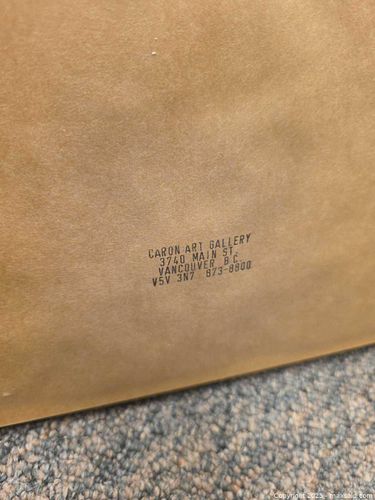 CARON ART GALLERY
3740 MAIN ST.
VANCOUVER B.C.
V5V 3N7 873-8800
Copyright 2023 - maxsold.com